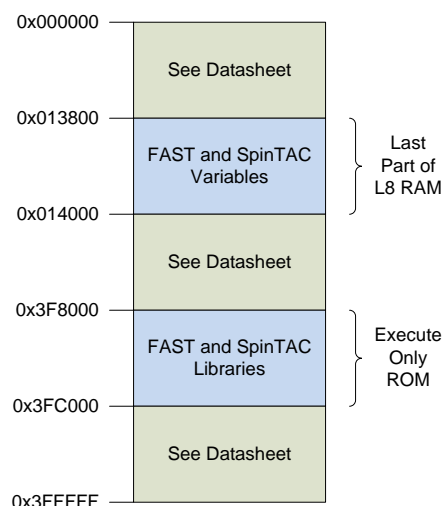 0x000000
See Datasheet
0x013800
FAST and SpinTAC
Variables
Last
Part of
L8 RAM
0x014000
See Datasheet
0x3F8000
FAST and SpinTAC
Libraries
Execute
Only
ROM
0x3FC000
See Datasheet
0x3FFFFF